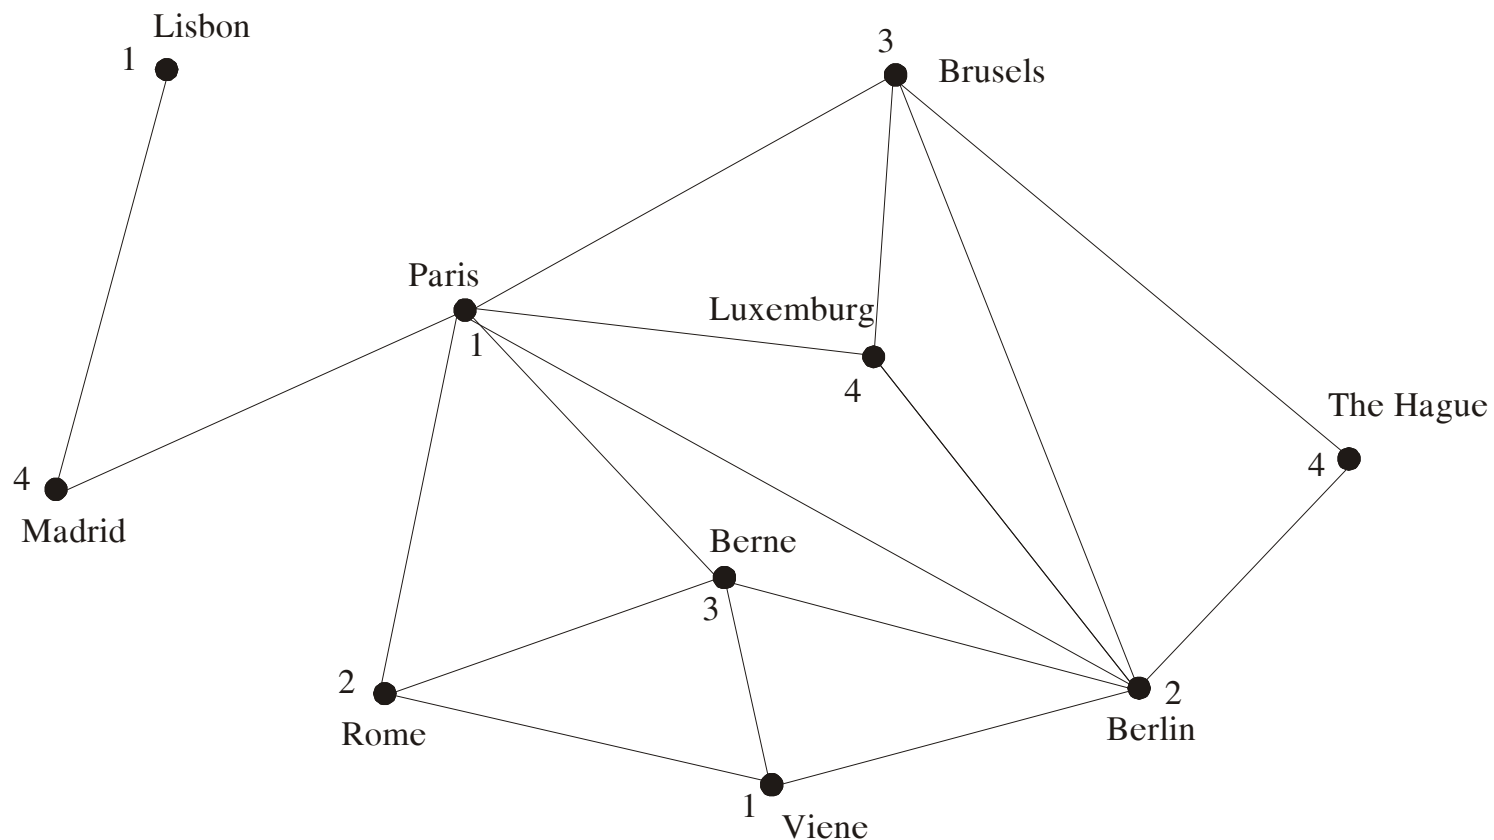 Lisbon
1
3
Brusels
Paris
1
Luxemburg
4
The Hague
4
4
Madrid
Berne
3
2
Rome
2
Berlin
1
Viene